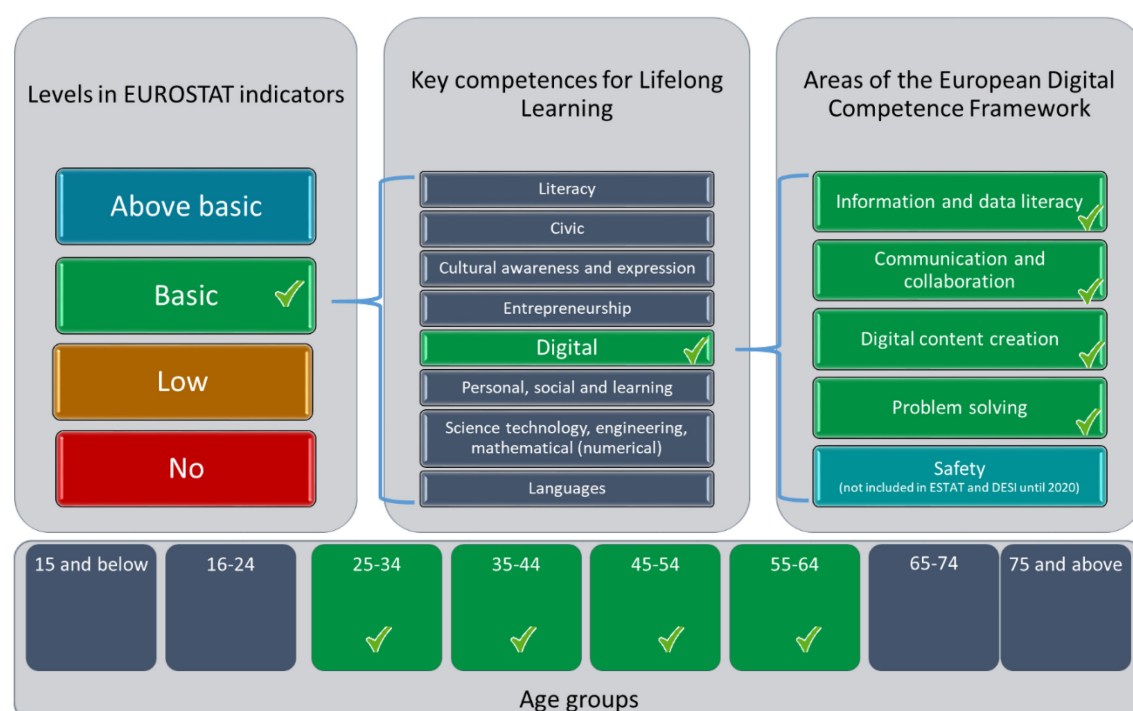 Levels in EUROSTAT indicators
Above basic
Basic
Low
No
Key competences for Lifelong
Learning
Literacy
Civic
Cultural awareness and expression
Entrepreneurship
Digital
Personal, social and learning
Science technology, engineering,
mathematical (numerical)
Languages
Areas of the European Digital
Competence Framework
Information and data literacy
Communication and
collaboration
Digital content creation
Problem solving
Safety
(not included in ESTAT and DESI until 2020)
15 and below
16-24
25-34
35-44
45-54
55-64
65-74
75 and above
Age groups